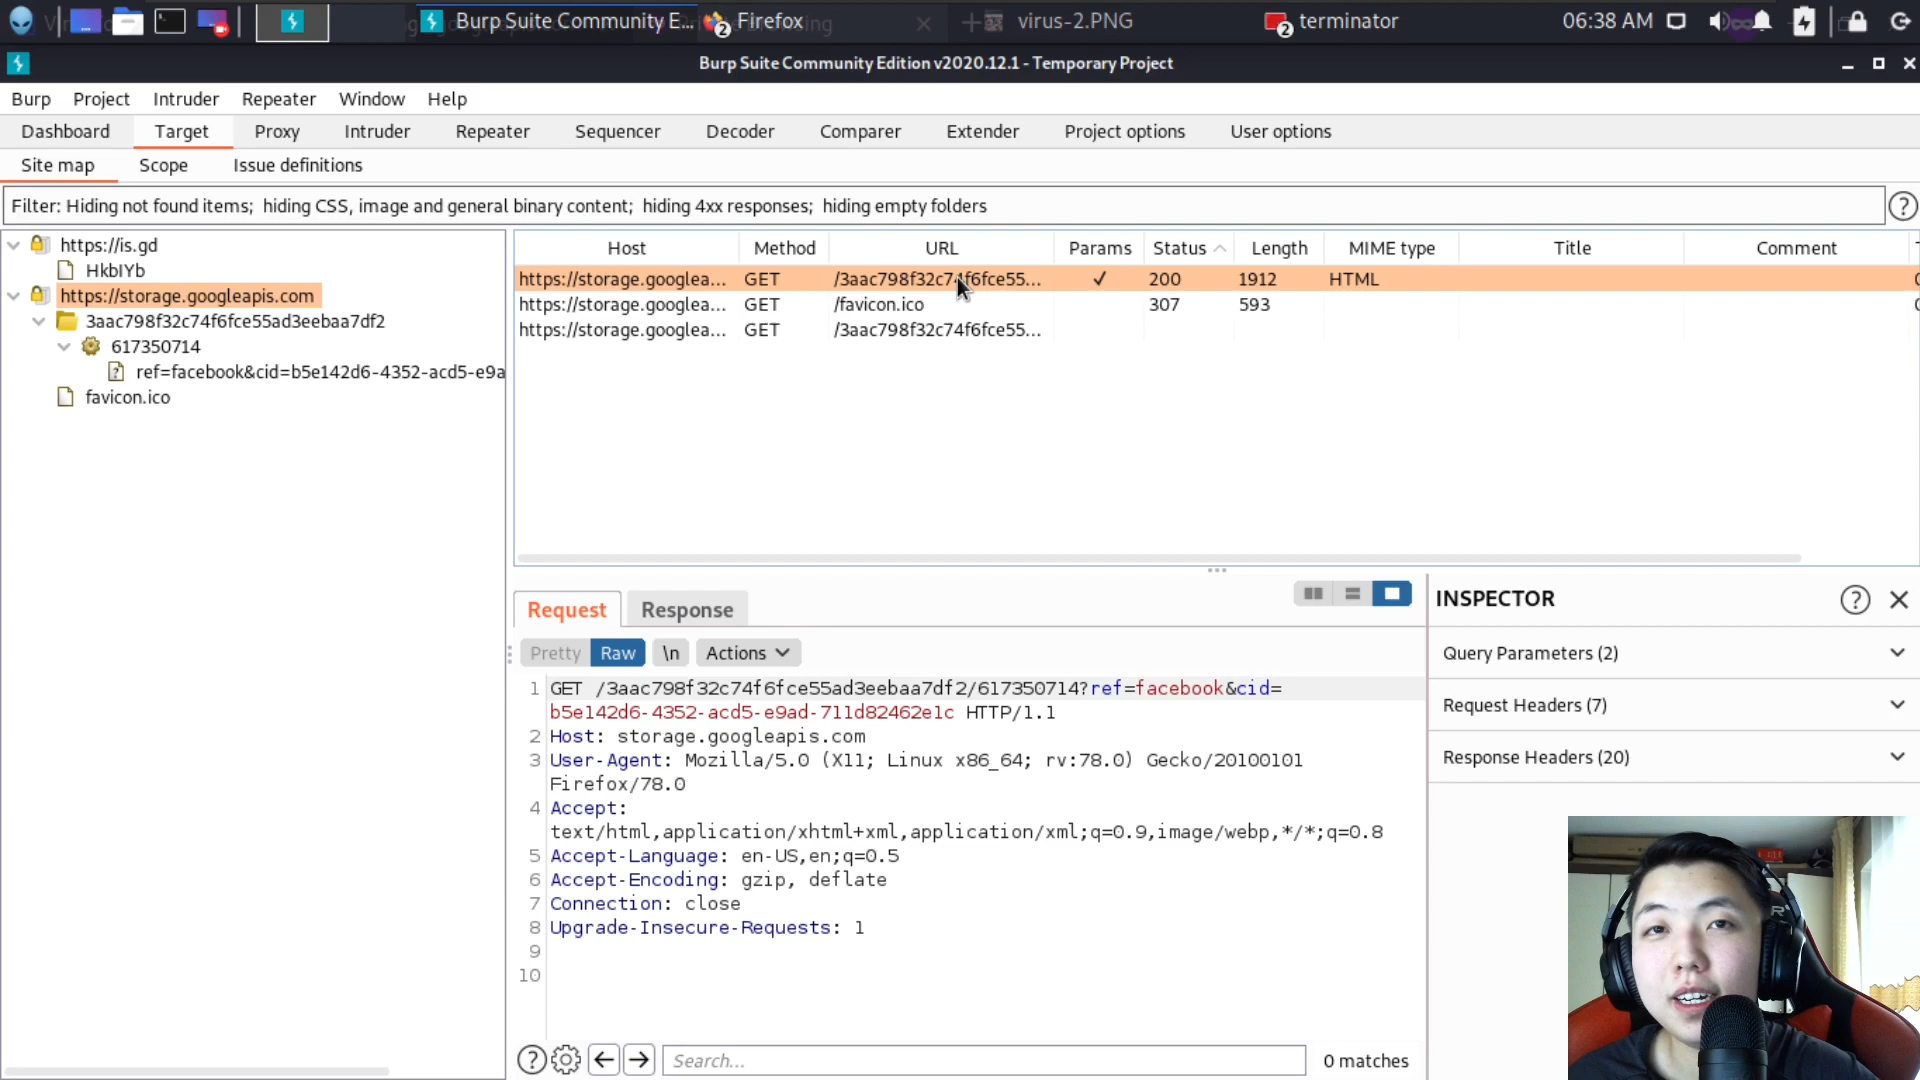 Burp Suite Community E...
2
Firefox
virus-2.PNG
2
terminator
06:38 AM
Burp Suite Community Edition v2020.12.1 - Temporary Project
Burp Project Intruder Repeater Window Help
Dashboard Target Proxy Intruder Repeater Sequencer Decoder Comparer Extender Project options User options
Site map Scope Issue definitions
Filter: Hiding not found items; hiding CSS, image and general binary content; hiding 4xx responses; hiding empty folders
?
https://is.gd
HkbIYb
https://storage.googleapis.com
3aac798f32c74f6fce55ad3eebaa7df2
617350714
ref=facebook&cid=b5e142d6-4352-acd5-e9a
favicon.ico
Host Method URL Params Status Length MIME type Title Comment
https://storage.googlea... GET /3aac798f32c74f6fce55... ✓ 200 1912 HTML
https://storage.googlea... GET /favicon.ico 307 593
https://storage.googlea... GET /3aac798f32c74f6fce55...
Request Response
Pretty Raw \n Actions
1 GET /3aac798f32c74f6fce55ad3eebaa7df2/617350714?ref=facebook&cid=
b5e142d6-4352-acd5-e9ad-711d82462e1c HTTP/1.1
2 Host: storage.googleapis.com
3 User-Agent: Mozilla/5.0 (X11; Linux x86_64; rv:78.0) Gecko/20100101
Firefox/78.0
4 Accept:
text/html,application/xhtml+xml,application/xml;q=0.9,image/webp,*/*;q=0.8
5 Accept-Language: en-US,en;q=0.5
6 Accept-Encoding: gzip, deflate
7 Connection: close
8 Upgrade-Insecure-Requests: 1
9
10
? Search... 0 matches
INSPECTOR
?
Query Parameters (2)
Request Headers (7)
Response Headers (20)